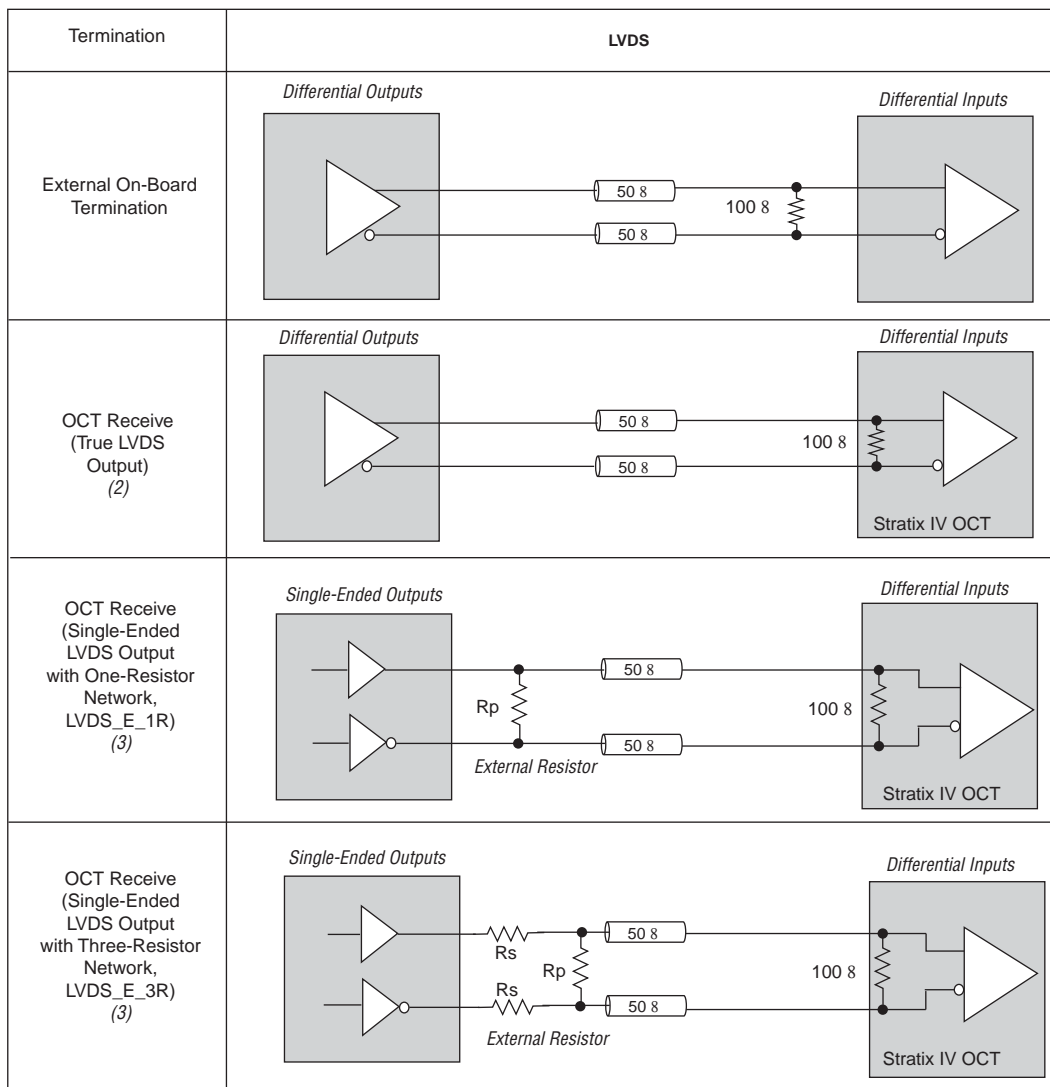 Termination
LVDS
External On-Board
Termination
Differential Outputs
Differential Inputs
50 8
50 8
100 8
OCT Receive
(True LVDS
Output)
(2)
Differential Outputs
Differential Inputs
50 8
50 8
100 8
Stratix IV OCT
OCT Receive
(Single-Ended
LVDS Output
with One-Resistor
Network,
LVDS_E_1R)
(3)
Single-Ended Outputs
Differential Inputs
50 8
Rp
100 8
50 8
External Resistor
Stratix IV OCT
OCT Receive
(Single-Ended
LVDS Output
with Three-Resistor
Network,
LVDS_E_3R)
(3)
Single-Ended Outputs
Differential Inputs
50 8
Rs
Rp
100 8
Rs
50 8
External Resistor
Stratix IV OCT